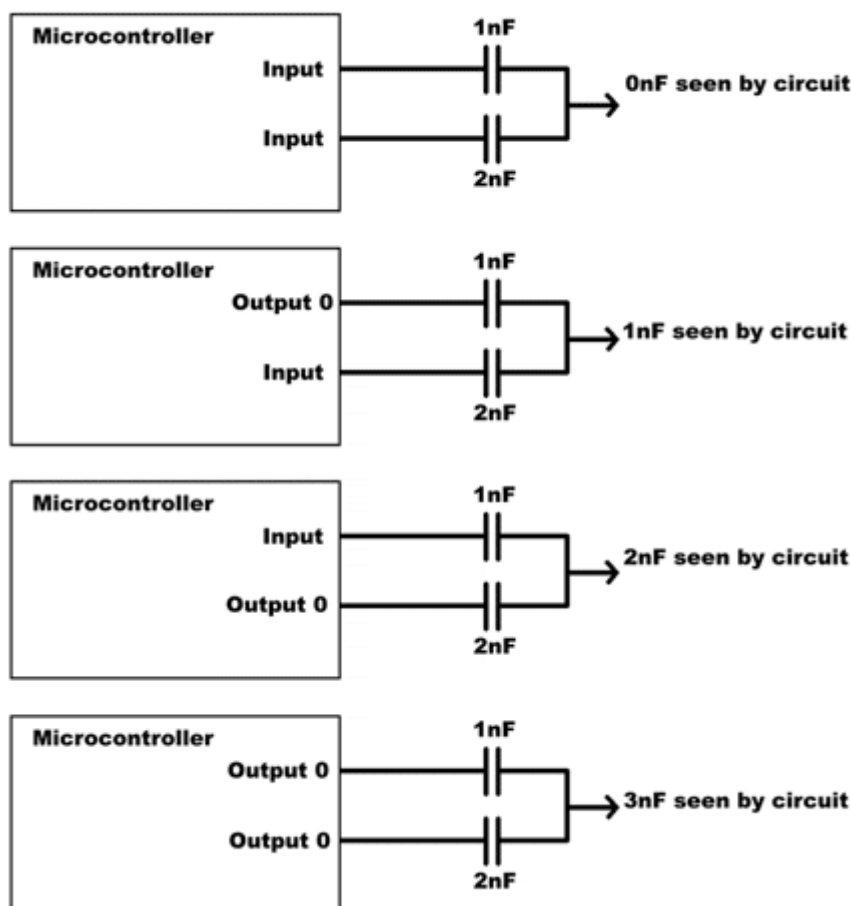 Microcontroller
1nF
Input
0nF seen by circuit
Input
2nF
Microcontroller
1nF
Output 0
1nF seen by circuit
Input
2nF
Microcontroller
1nF
Input
2nF seen by circuit
Output 0
2nF
Microcontroller
1nF
Output 0
3nF seen by circuit
Output 0
2nF